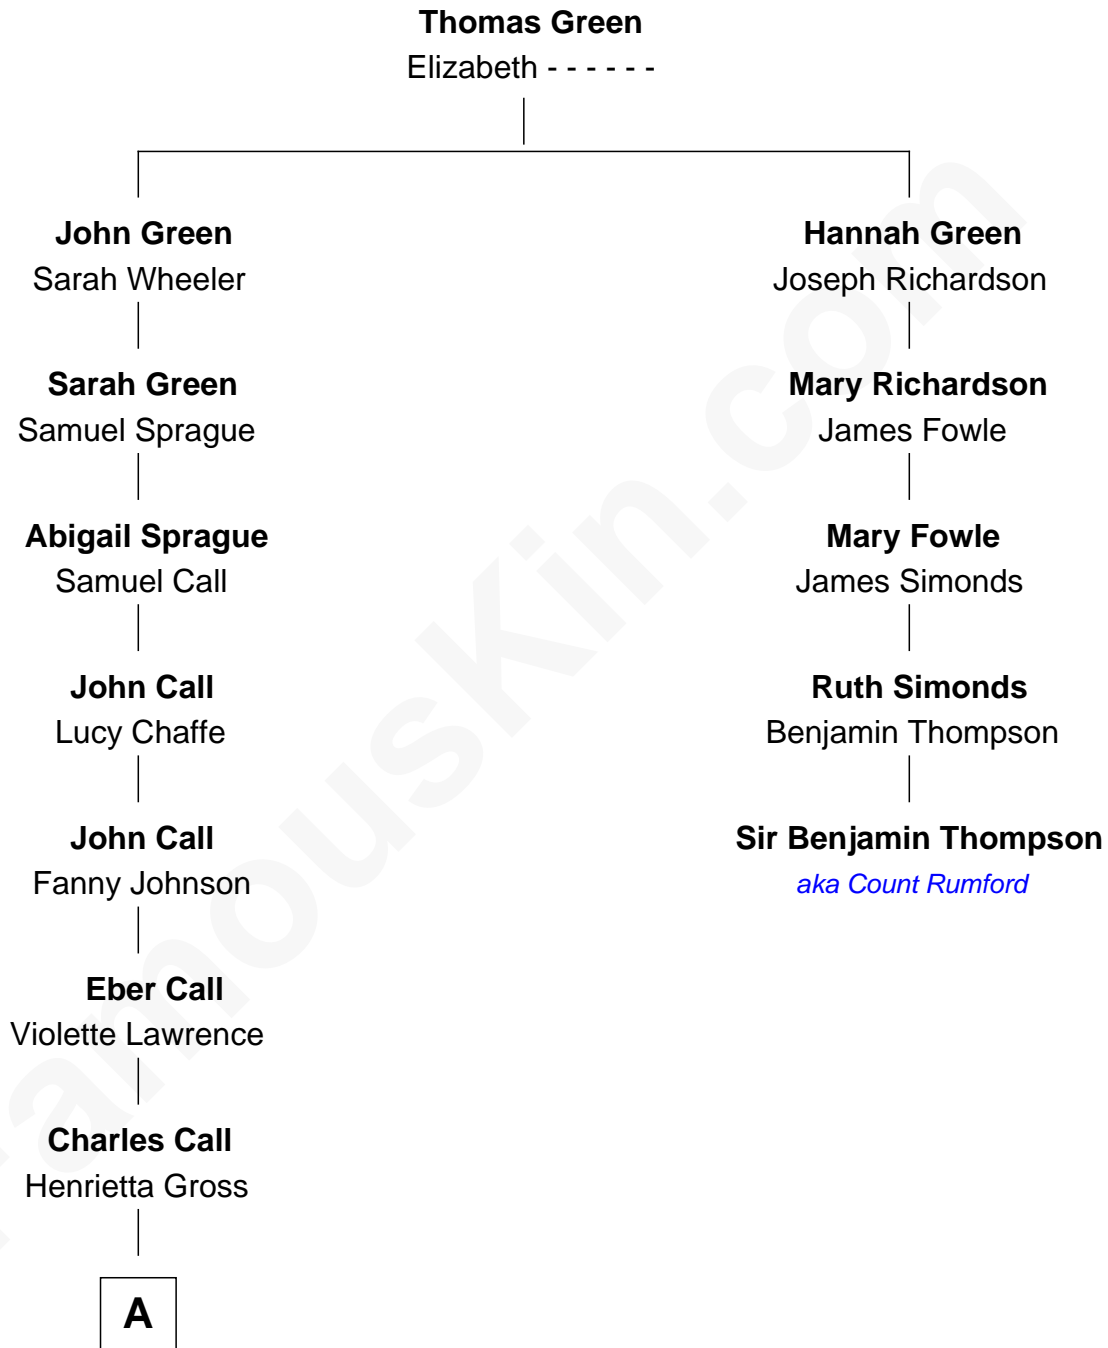 Thomas Green
Elizabeth - - - - - -
John Green
Sarah Wheeler
Hannah Green
Joseph Richardson
Sarah Green
Samuel Sprague
Mary Richardson
James Fowle
Abigail Sprague
Samuel Call
Mary Fowle
James Simonds
John Call
Lucy Chaffe
Ruth Simonds
Benjamin Thompson
John Call
Fanny Johnson
Sir Benjamin Thompson
aka Count Rumford
Eber Call
Violette Lawrence
Charles Call
Henrietta Gross
A
FamousKin.com